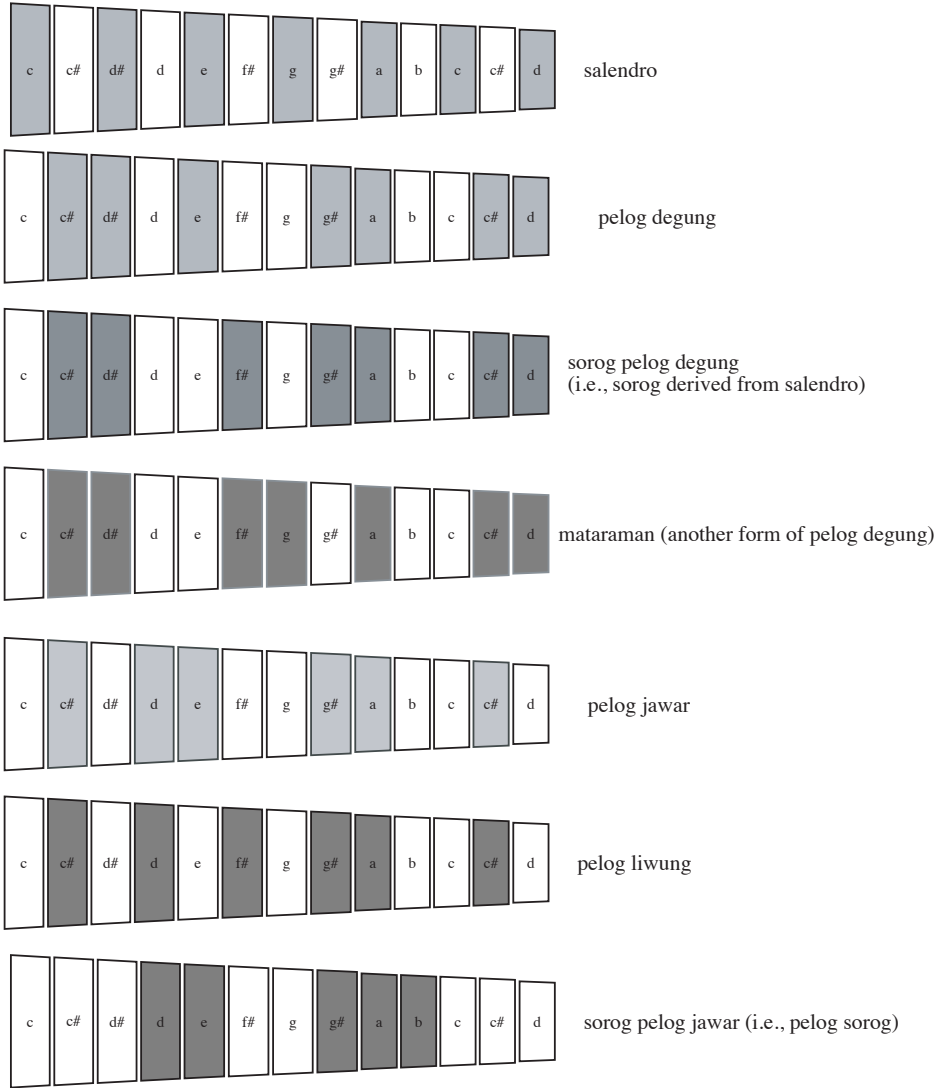 c c# d# d e f# g g# a b c c# d salendro
c c# d# d e f# g g# a b c c# d pelog degung
c c# d# d e f# g g# a b c c# d sorog pelog degung
(i.e., sorog derived from salendro)
c c# d# d e f# g g# a b c c# d mataraman (another form of pelog degung)
c c# d# d e f# g g# a b c c# d pelog jawar
c c# d# d e f# g g# a b c c# d pelog liwung
c c# d# d e f# g g# a b c c# d sorog pelog jawar (i.e., pelog sorog)